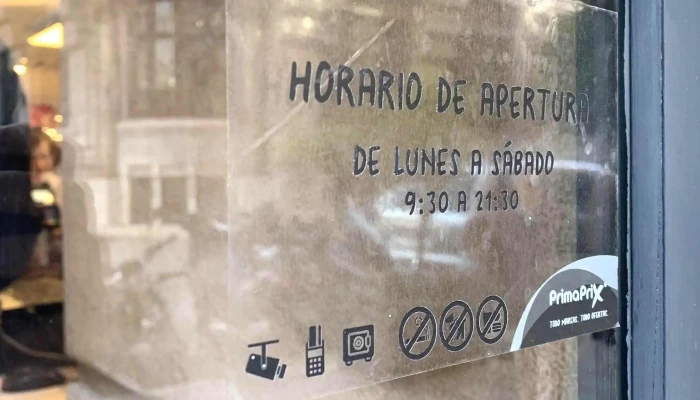 HORARIO DE APERTURA
DE LUNES A SÁBADO
9:30 A 21:30
PrimaPriX
TODO MARCAS. TODO OFERTAS.